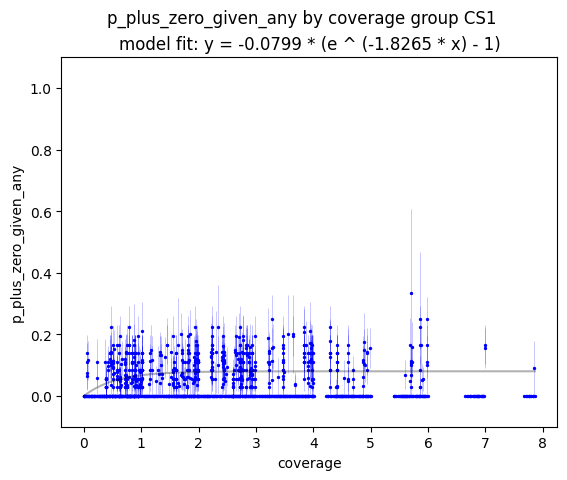 p_plus_zero_given_any by coverage group CS1
model fit: y = -0.0799 * (e ^ (-1.8265 * x) - 1)
1.0
0.8
0.6
0.4
0.2
0.0
p_plus_zero_given_any
0 1 2 3 4 5 6 7 8
coverage